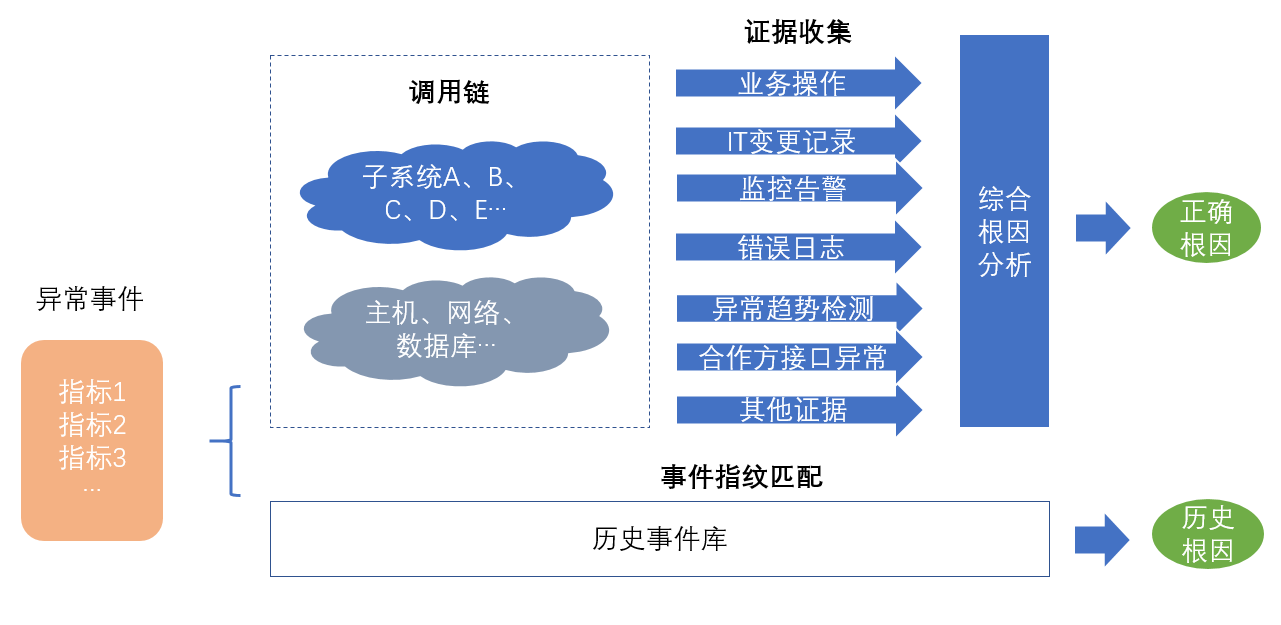 证据收集
调用链
子系统A、B、
C、D、E…
主机、网络、
数据库…
业务操作
IT变更记录
监控告警
错误日志
异常趋势检测
合作方接口异常
其他证据
综合
根因
分析
正确
根因
异常事件
指标1
指标2
指标3
…
事件指纹匹配
历史事件库
历史
根因